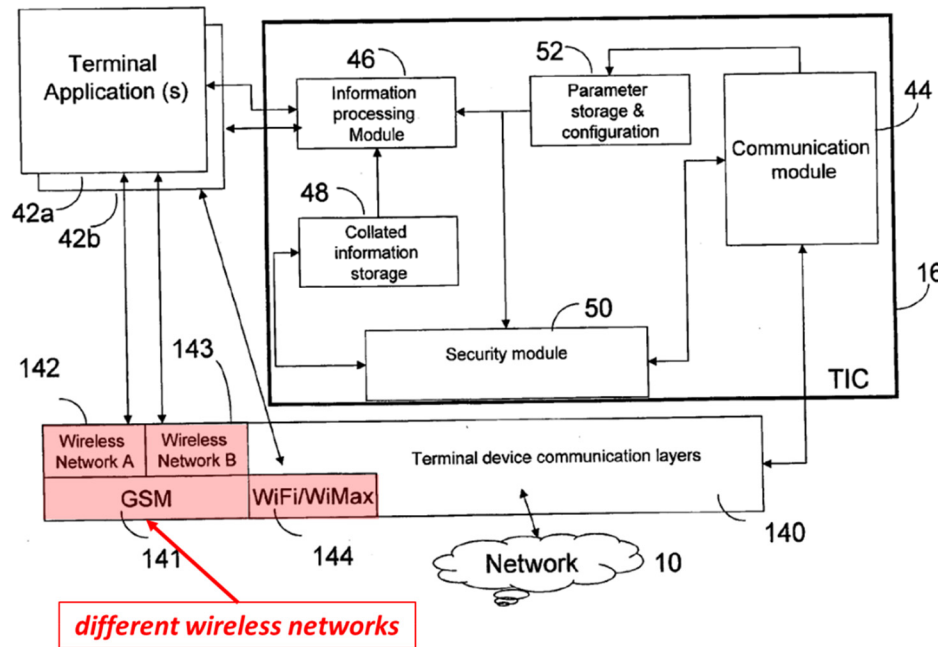 Terminal
Application (s)
42a
42b
46
Information
processing
Module
52
Parameter
storage &
configuration
44
Communication
module
48
Collated
information
storage
50
Security module
16
TIC
142
143
Wireless
Network A
Wireless
Network B
GSM
WiFi/WiMax
Terminal device communication layers
141
144
140
Network
10
different wireless networks